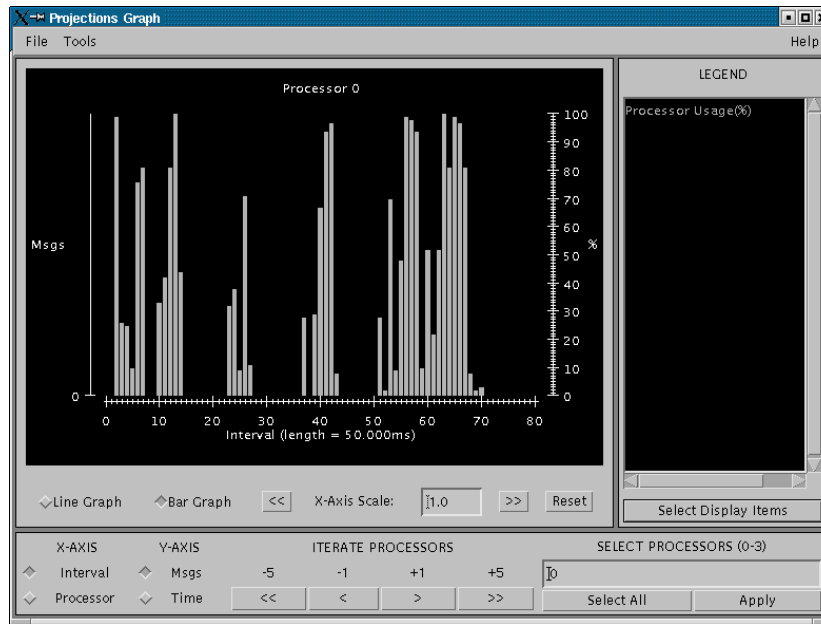 Projections Graph
File Tools Help
Processor 0
Msgs
0
100
90
80
70
60
50
40
30
20
10
0
%
0 10 20 30 40 50 60 70 80
Interval (length = 50.000ms)
LEGEND
Processor Usage(%)
Line Graph Bar Graph << X-Axis Scale: 1.0 >> Reset
Select Display Items
X-AXIS Y-AXIS ITERATE PROCESSORS SELECT PROCESSORS (0-3)
Interval Msgs -5 -1 +1 +5 0
Processor Time << < > >> Select All Apply